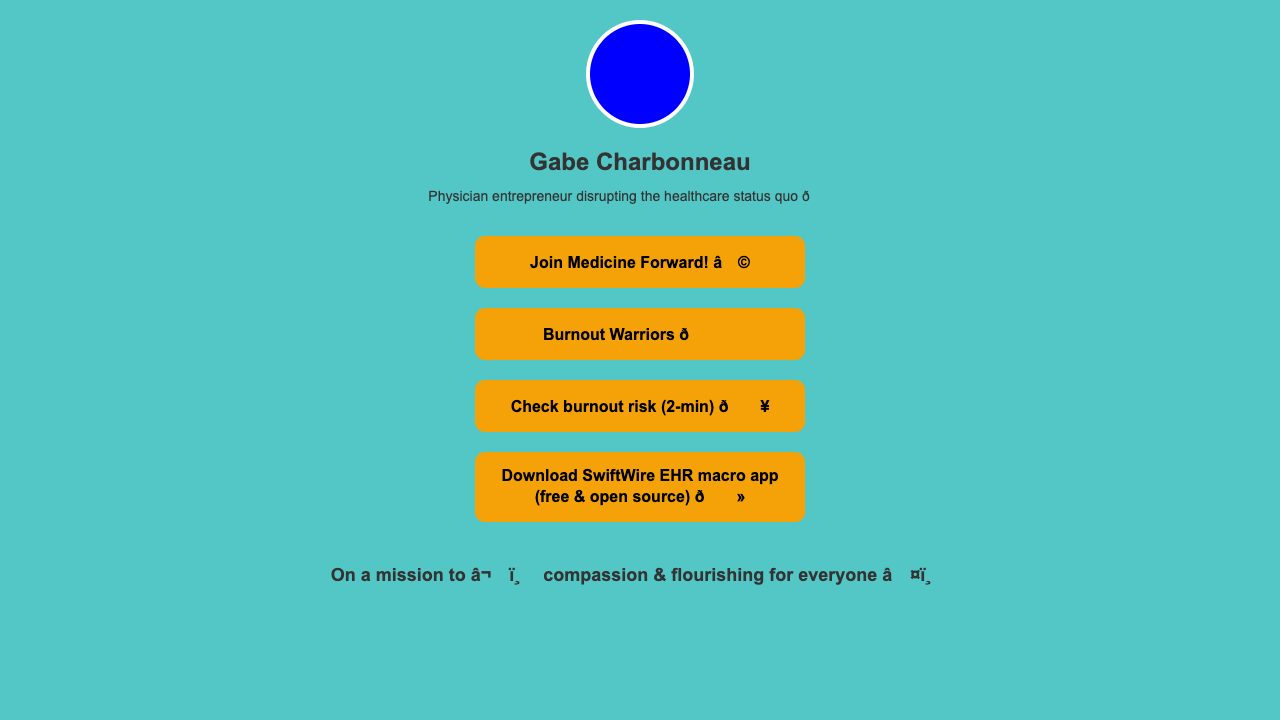 Gabe Charbonneau
Physician entrepreneur disrupting the healthcare status quo ð
Join Medicine Forward! â ©
Burnout Warriors ð
Check burnout risk (2-min) ð ¥
Download SwiftWire EHR macro app
(free & open source) ð »
On a mission to â¬ ï¸ compassion & flourishing for everyone â ¤ï¸